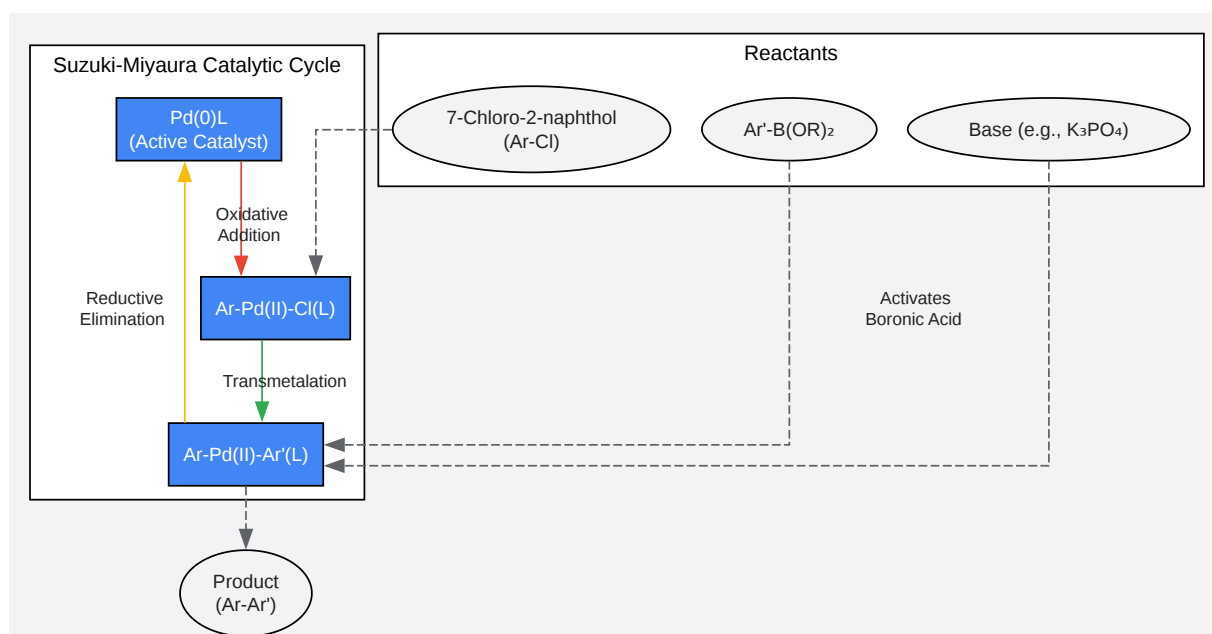 Suzuki-Miyaura Catalytic Cycle
Pd(0)L
(Active Catalyst)
Oxidative
Addition
Ar-Pd(II)-Cl(L)
Reductive
Elimination
Transmetalation
Ar-Pd(II)-Ar'(L)
Product
(Ar-Ar')
Reactants
7-Chloro-2-naphthol
(Ar-Cl)
Ar'-B(OR)₂
Base (e.g., K₃PO₄)
Activates
Boronic Acid